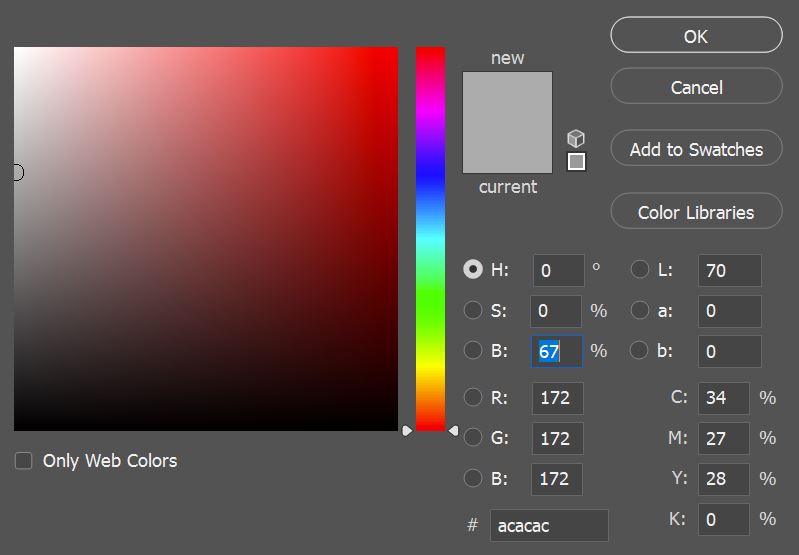 OK
new
Cancel
Add to Swatches
current
Color Libraries
H: 0 ° L: 70
S: 0 % a: 0
B: 67 % b: 0
R: 172 C: 34 %
G: 172 M: 27 %
B: 172 Y: 28 %
Only Web Colors
# acacac K: 0 %